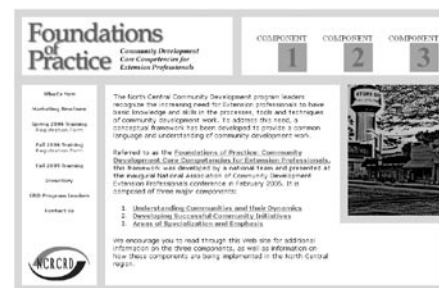 Foundations
of
Practice
Community Development
Core Competencies for
Extension Professionals
COMPONENT
1
COMPONENT
2
COMPONENT
3
What's New
Marketing Brochure
Spring 2006 Training
Registration Form
Fall 2006 Training
Registration Form
Fall 2005 Training
Inventory
CRD Program Leaders
Contact Us
NCRCRD
The North Central Community Development program leaders
recognize the increasing need for Extension professionals to have
basic knowledge and skills in the processes, tools and techniques
of community development work. To address this need, a
conceptual framework has been developed to provide a common
language and understanding of community development work.
Referred to as the Foundations of Practice: Community
Development Core Competencies for Extension Professionals,
the framework was developed by a national team and presented at
the inaugural National Association of Community Development
Extension Professionals conference in February 2005. It is
composed of three major components:
1. Understanding Communities and their Dynamics
2. Developing Successful Community Initiatives
3. Areas of Specialization and Emphasis
We encourage you to read through this Web site for additional
information on the three components, as well as information on
how these components are being implemented in the North Central
region.